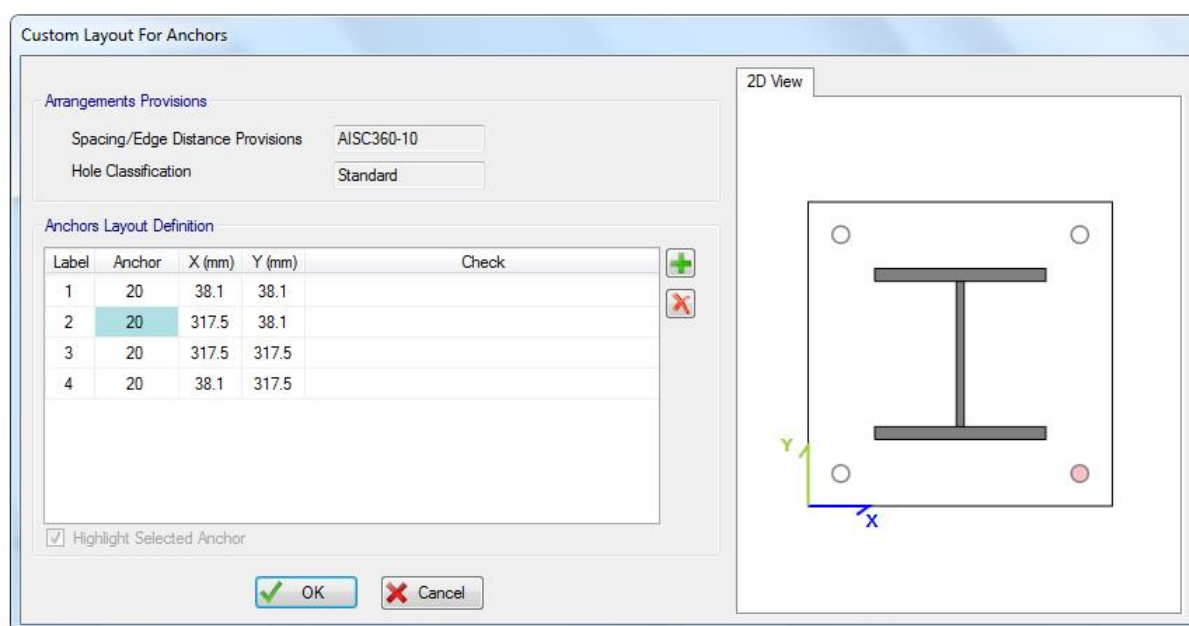 Custom Layout For Anchors
Arrangements Provisions
Spacing/Edge Distance Provisions AISC360-10
Hole Classification Standard
Anchors Layout Definition
Label Anchor X (mm) Y (mm) Check
1 20 38.1 38.1
2 20 317.5 38.1
3 20 317.5 317.5
4 20 38.1 317.5
Highlight Selected Anchor
OK Cancel
2D View
Y
X